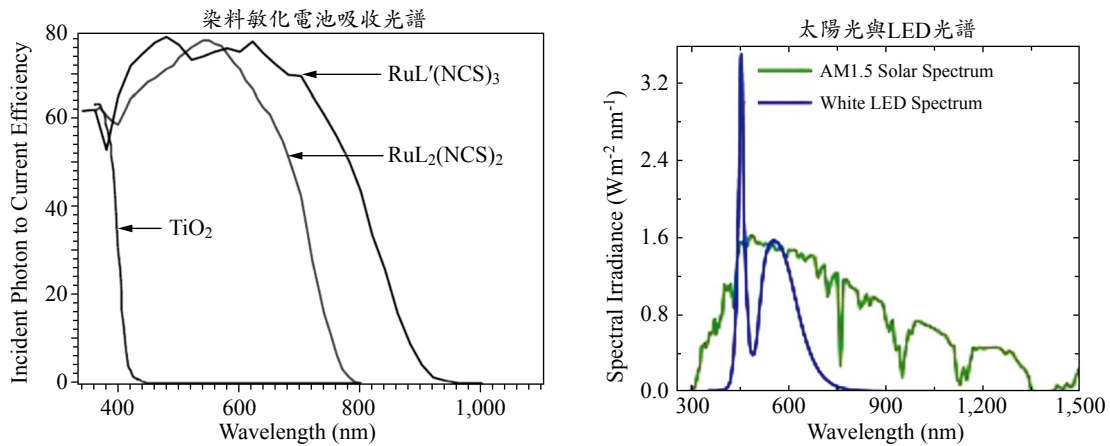 染料敏化電池吸收光譜
Incident Photon to Current Efficiency
80
60
40
20
0
RuL′(NCS)3
RuL2(NCS)2
TiO2
400
600
800
1,000
Wavelength (nm)
太陽光與LED光譜
Spectral Irradiance (Wm-2 nm-1)
3.2
2.4
1.6
0.8
0.0
AM1.5 Solar Spectrum
White LED Spectrum
300
600
900
1,200
1,500
Wavelength (nm)